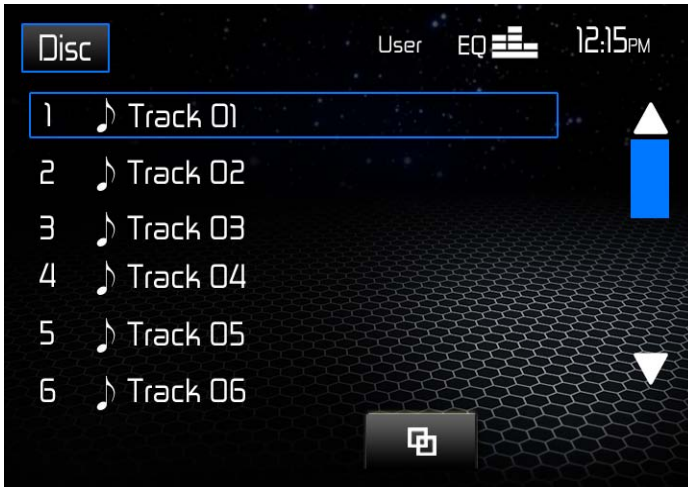 Disc User EQ 12:15PM
1 Track 01
2 Track 02
3 Track 03
4 Track 04
5 Track 05
6 Track 06